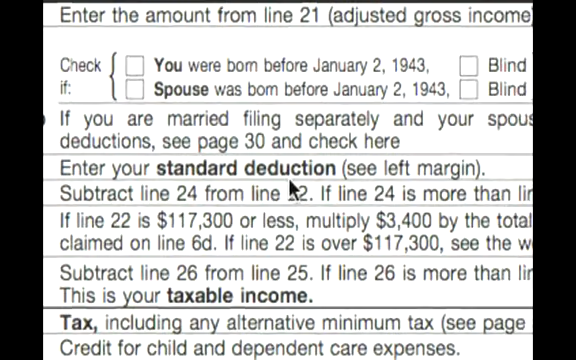 Enter the amount from line 21 (adjusted gross income)
Check if:
You were born before January 2, 1943,
Blind
Spouse was born before January 2, 1943,
Blind
If you are married filing separately and your
deductions, see page 30 and check here
Enter your standard deduction (see left margin).
Subtract line 24 from line 22. If line 24 is more than
If line 22 is $117,300 or less, multiply $3,400 by the total
claimed on line 6d. If line 22 is over $117,300, see the
Subtract line 26 from line 25. If line 26 is more than
This is your taxable income.
Tax, including any alternative minimum tax (see page
Credit for child and dependent care expenses.